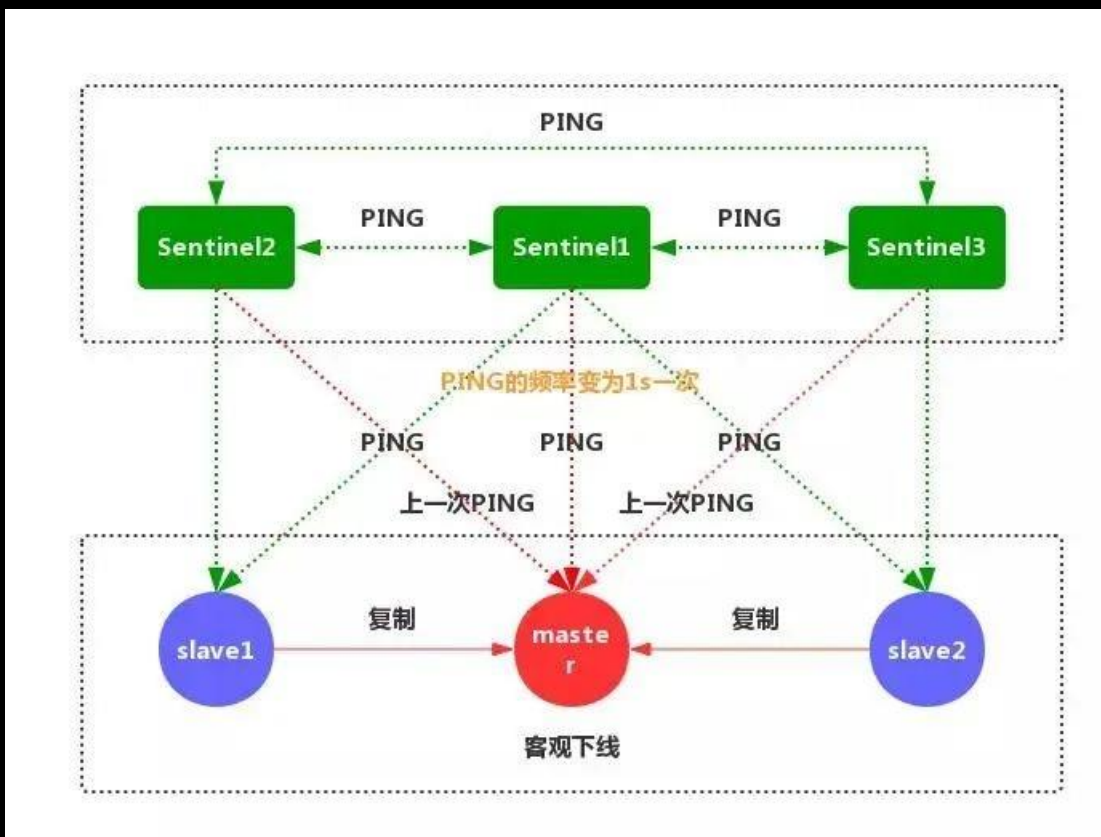 PING
PING
PING
Sentinel2
Sentinel1
Sentinel3
PING的频率变为1s一次
PING
PING
PING
上一次PING
上一次PING
复制
复制
slave1
maste
r
slave2
客观下线